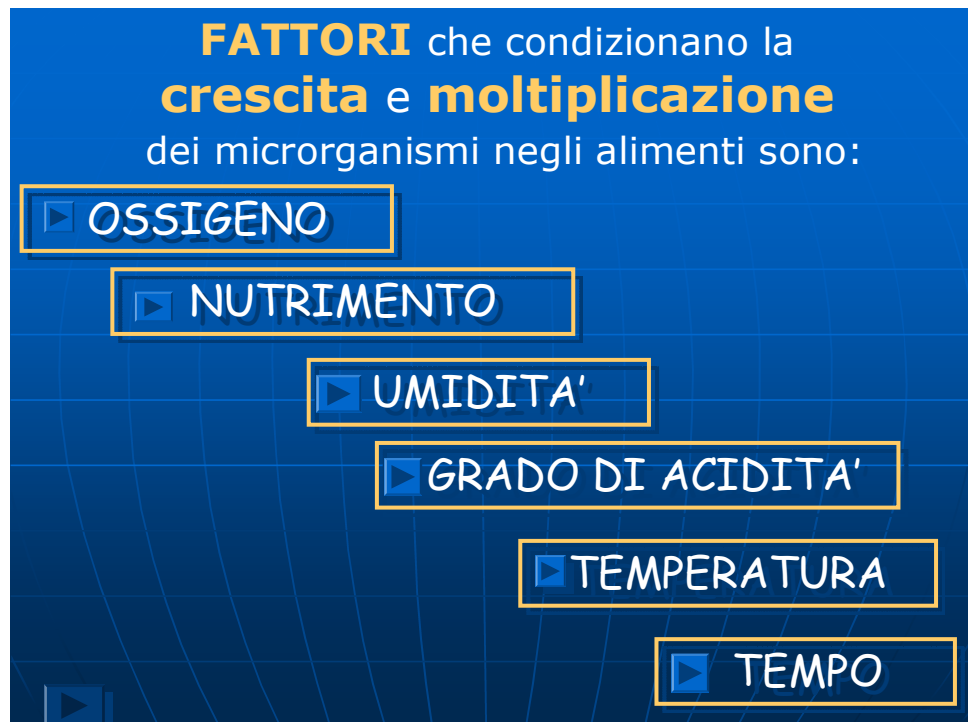 FATTORI che condizionano la
crescita e moltiplicazione
dei microrganismi negli alimenti sono:
OSSIGENO
NUTRIMENTO
UMIDITA’
GRADO DI ACIDITA’
TEMPERATURA
TEMPO